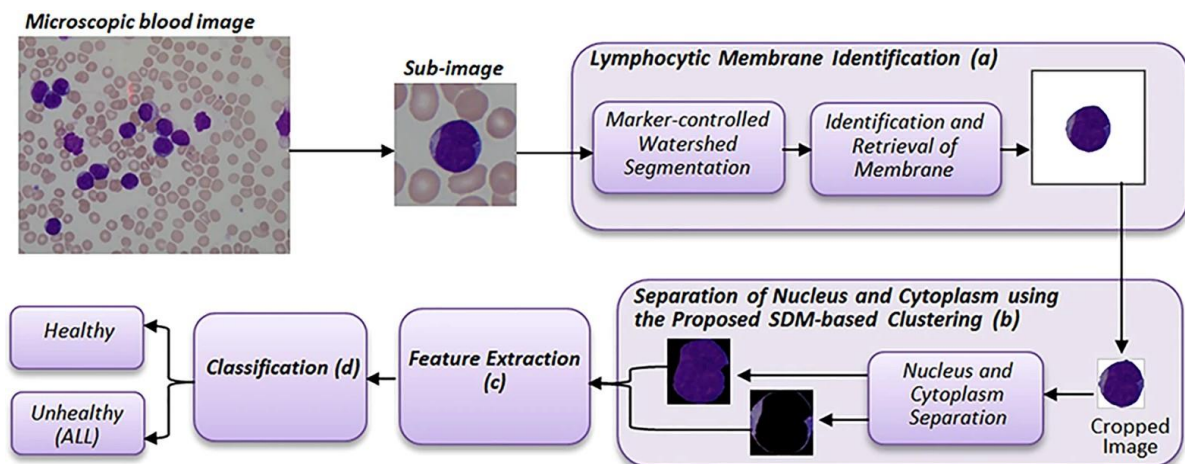 Microscopic blood image
Sub-image
Lymphocytic Membrane Identification (a)
Marker-controlled
Watershed
Segmentation
Identification and
Retrieval of
Membrane
Separation of Nucleus and Cytoplasm using
the Proposed SDM-based Clustering (b)
Nucleus and
Cytoplasm
Separation
Cropped
Image
Feature Extraction
(c)
Classification (d)
Healthy
Unhealthy
(ALL)